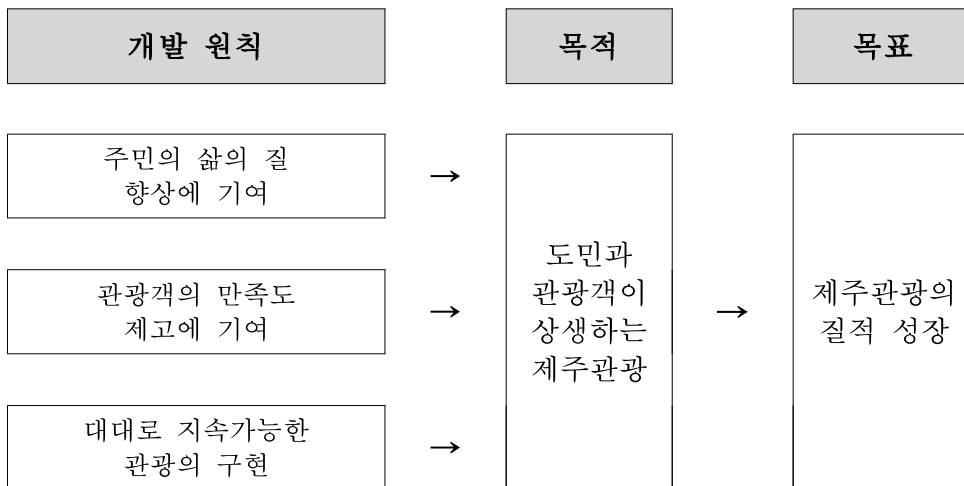 개발 원칙
목적
목표
주민의 삶의 질
향상에 기여
→
관광객의 만족도
제고에 기여
→
대대로 지속가능한
관광의 구현
→
도민과
관광객이
상생하는
제주관광
→
제주관광의
질적 성장